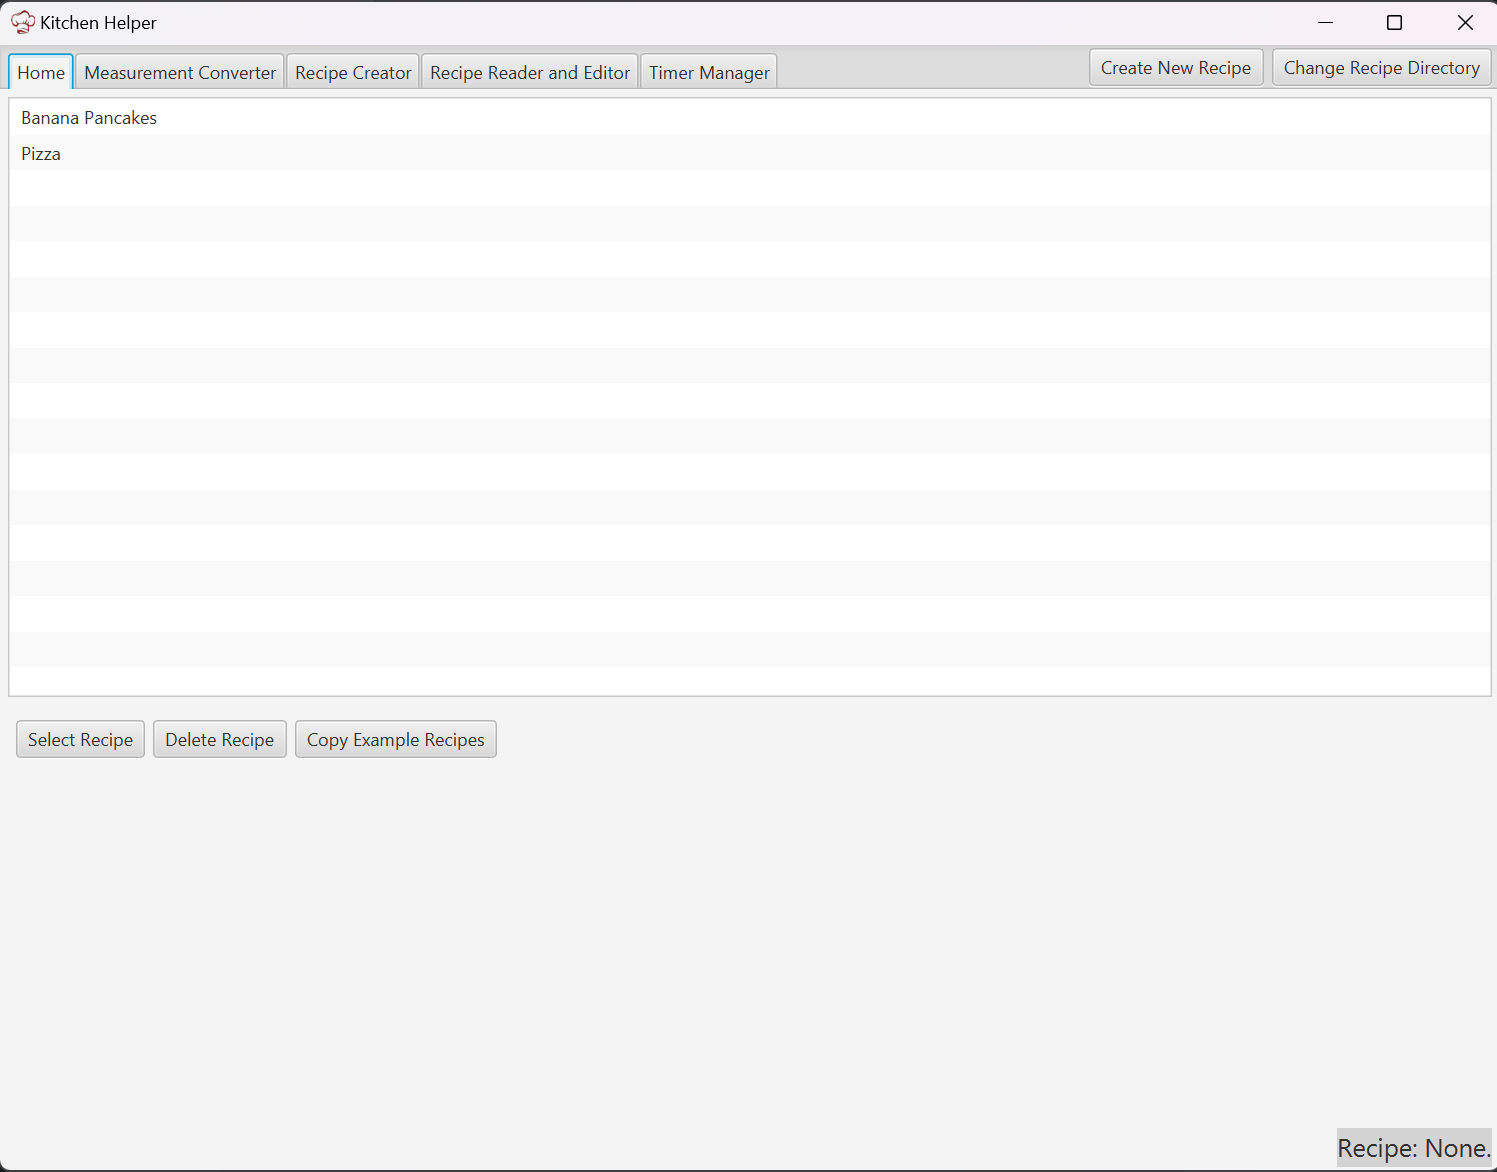 Kitchen Helper
Home Measurement Converter Recipe Creator Recipe Reader and Editor Timer Manager Create New Recipe Change Recipe Directory
Banana Pancakes
Pizza
Select Recipe Delete Recipe Copy Example Recipes
Recipe: None.